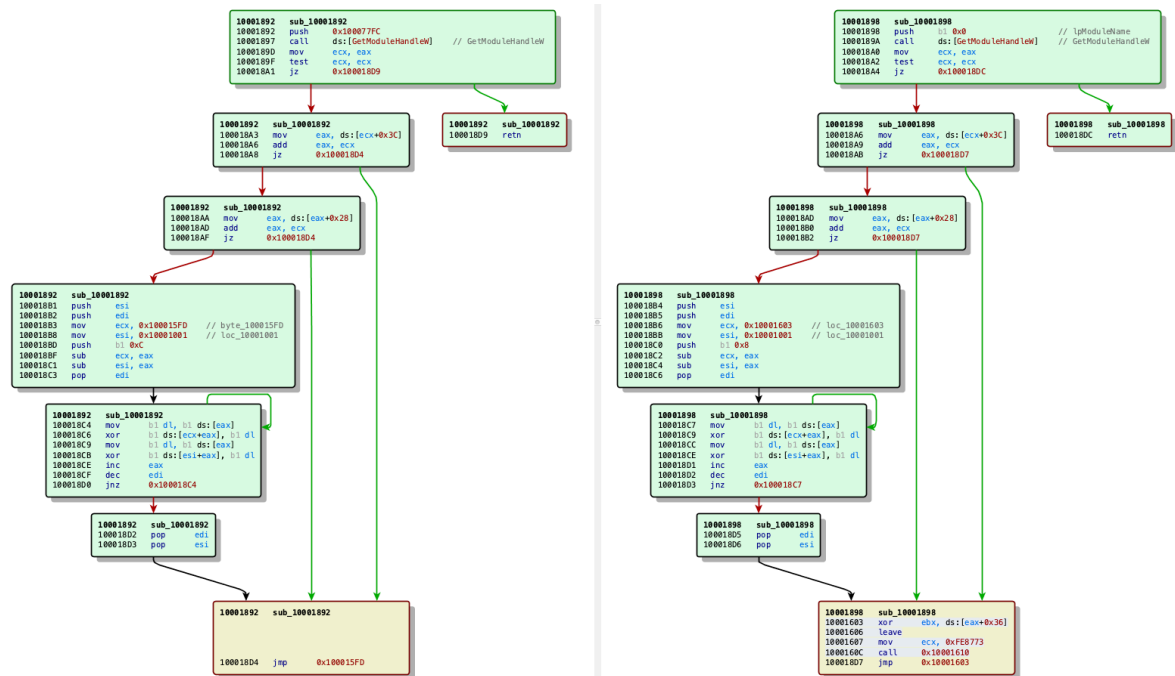 10001892 sub_10001892
10001892 push 0x100077FC
10001897 call ds:[GetModuleHandleW] // GetModuleHandleW
1000189D mov ecx, eax
1000189F test ecx, ecx
100018A1 jz 0x100018D9
10001892 sub_10001892
100018A3 mov eax, ds:[ecx+0x3C]
100018A6 add eax, ecx
100018A8 jz 0x100018D4
10001892 sub_10001892
100018D9 retn
10001892 sub_10001892
100018AA mov eax, ds:[eax+0x28]
100018AD add eax, ecx
100018AF jz 0x100018D4
10001892 sub_10001892
100018B1 push esi
100018B2 push edi
100018B3 mov ecx, 0x100015FD // byte_100015FD
100018B8 mov esi, 0x10001001 // loc_10001001
100018BD push b1 0xC
100018BF sub ecx, eax
100018C1 sub esi, eax
100018C3 pop edi
10001892 sub_10001892
100018C4 mov b1 dl, b1 ds:[eax]
100018C6 xor b1 ds:[ecx+eax], b1 dl
100018C9 mov b1 dl, b1 ds:[eax]
100018CB xor b1 ds:[esi+eax], b1 dl
100018CE inc eax
100018CF dec edi
100018D0 jnz 0x100018C4
10001892 sub_10001892
100018D2 pop edi
100018D3 pop esi
10001892 sub_10001892
100018D4 jmp 0x100015FD
10001898 sub_10001898
10001898 push b1 0x0 // lpModuleName
1000189A call ds:[GetModuleHandleW] // GetModuleHandleW
100018A0 mov ecx, eax
100018A2 test ecx, ecx
100018A4 jz 0x100018DC
10001898 sub_10001898
100018A6 mov eax, ds:[ecx+0x3C]
100018A9 add eax, ecx
100018AB jz 0x100018D7
10001898 sub_10001898
100018DC retn
10001898 sub_10001898
100018AD mov eax, ds:[eax+0x28]
100018B0 add eax, ecx
100018B2 jz 0x100018D7
10001898 sub_10001898
100018B4 push esi
100018B5 push edi
100018B6 mov ecx, 0x10001603 // loc_10001603
100018BB mov esi, 0x10001001 // loc_10001001
100018C0 push b1 0x8
100018C2 sub ecx, eax
100018C4 sub esi, eax
100018C6 pop edi
10001898 sub_10001898
100018C7 mov b1 dl, b1 ds:[eax]
100018C9 xor b1 ds:[ecx+eax], b1 dl
100018CC mov b1 dl, b1 ds:[eax]
100018CE xor b1 ds:[esi+eax], b1 dl
100018D1 inc eax
100018D2 dec edi
100018D3 jnz 0x100018C7
10001898 sub_10001898
100018D5 pop edi
100018D6 pop esi
10001898 sub_10001898
10001603 xor ebx, ds:[eax+0x36]
10001606 leave
10001607 mov ecx, 0xFE8773
1000160C call 0x10001610
100018D7 jmp 0x10001603